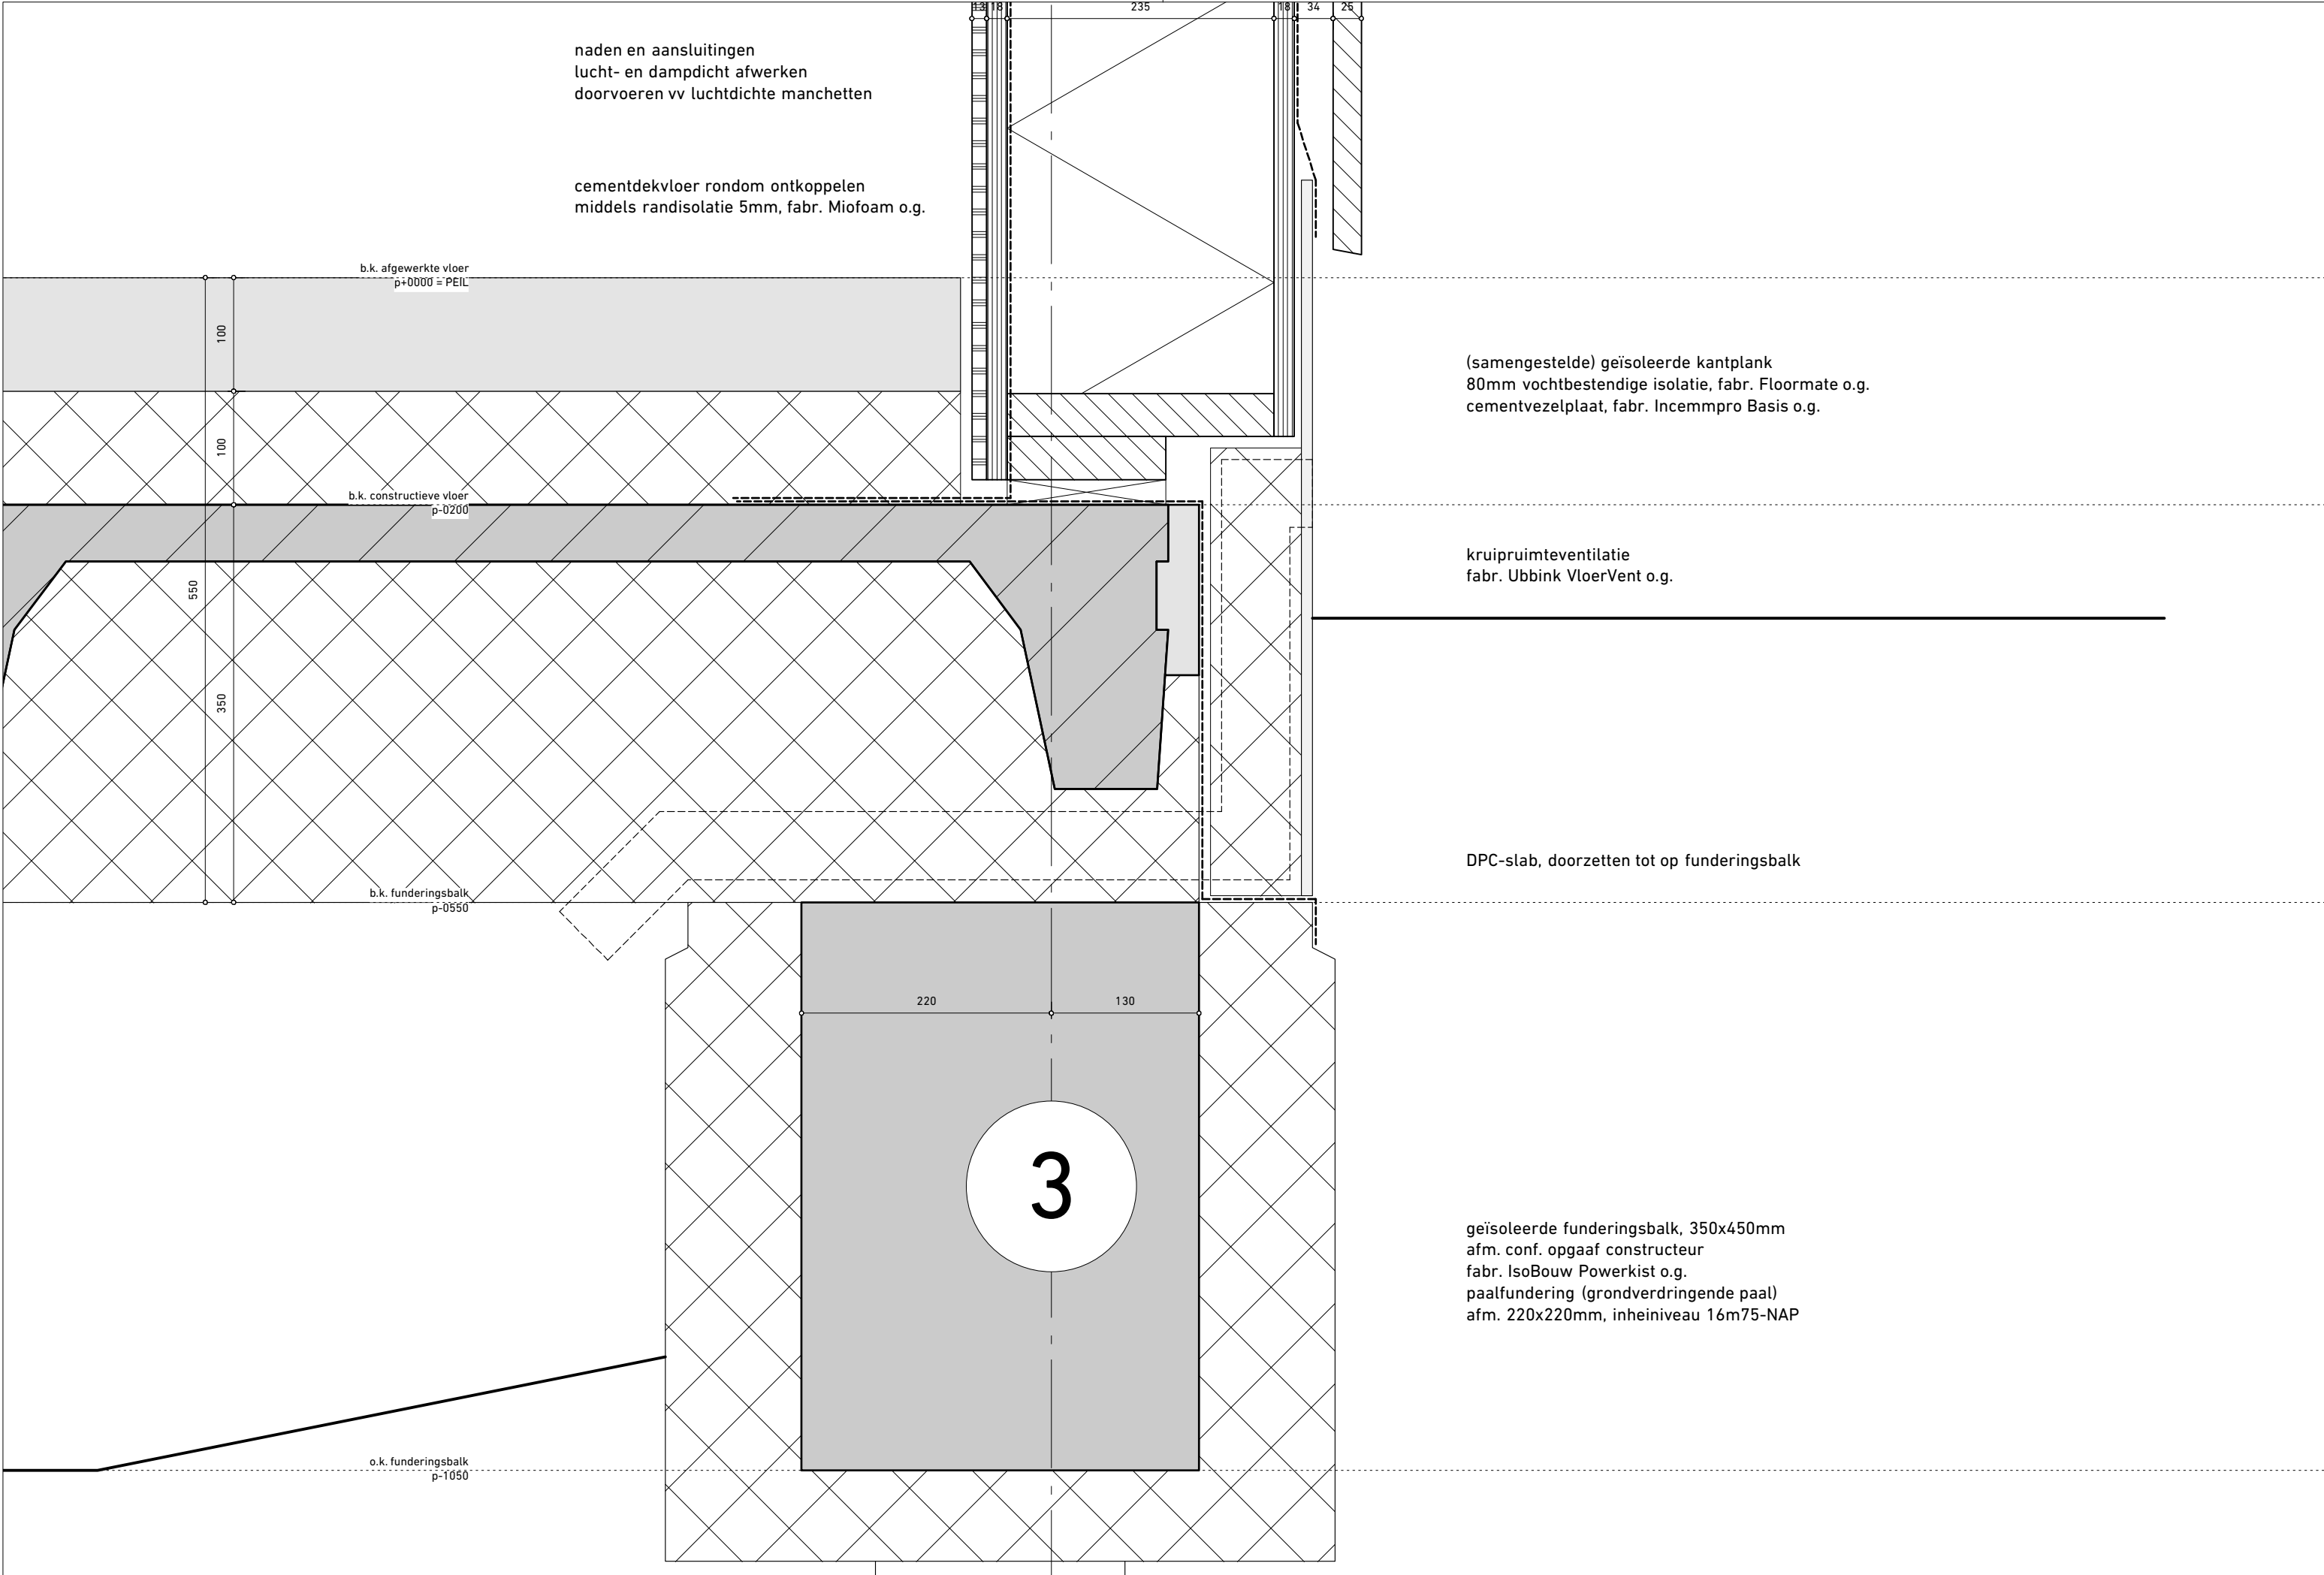 13 18 235 18 34 25
naden en aansluitingen
lucht- en dampdicht afwerken
doorvoeren vv luchtdichte manchetten
cementdekvloer rondom ontkoppelen
middels randisolatie 5mm, fabr. Miofoam o.g.
b.k. afgewerkte vloer
p+0000 = PEIL
100
(samengestelde) geïsoleerde kantplank
80mm vochtbestendige isolatie, fabr. Floormate o.g.
cementvezelplaat, fabr. Incemmpro Basis o.g.
100
b.k. constructieve vloer
p-0200
kruipruimteventilatie
fabr. Ubbink VloerVent o.g.
550
350
DPC-slab, doorzetten tot op funderingsbalk
b.k. funderingsbalk
p-0550
220 130
3
geïsoleerde funderingsbalk, 350x450mm
afm. conf. opgaaf constructeur
fabr. IsoBouw Powerkist o.g.
paalfundering (grondverdringende paal)
afm. 220x220mm, inheiniveau 16m75-NAP
o.k. funderingsbalk
p-1050